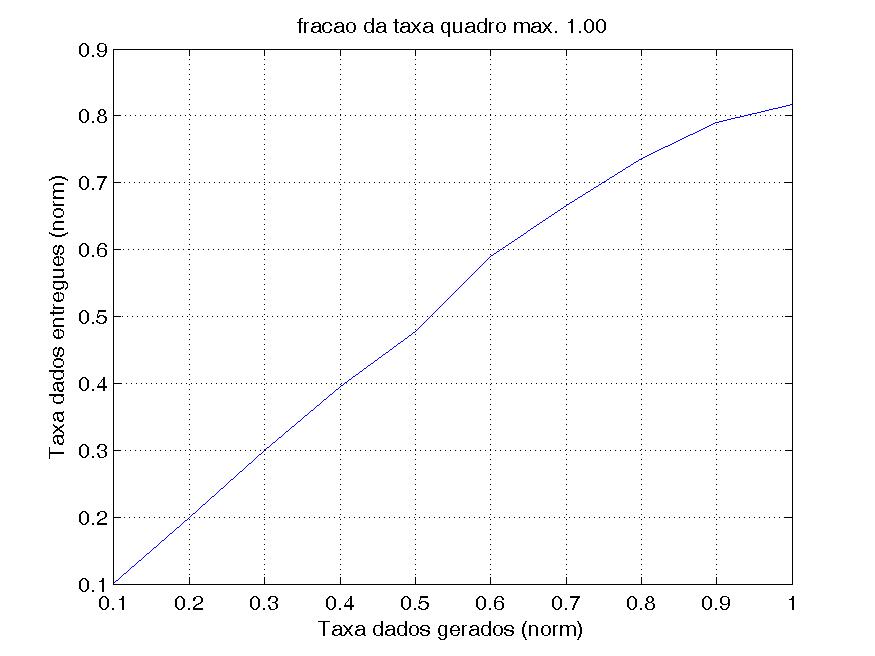 fracao da taxa quadro max. 1.00
0.9
0.8
0.7
0.6
0.5
0.4
0.3
0.2
0.1
Taxa dados entregues (norm)
0.1 0.2 0.3 0.4 0.5 0.6 0.7 0.8 0.9 1
Taxa dados gerados (norm)